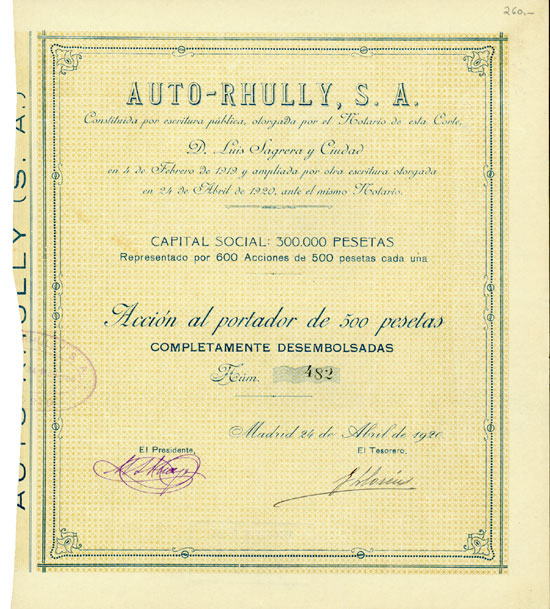 260.-
AUTO-RHULLY, S. A.
Constituida por escritura pública, otorgada por el Notario de esta Corte,
D. Luis Sagrera y Ciudad
en 4 de Febrero de 1919 y ampliada por otra escritura otorgada
en 24 de Abril de 1920, ante el mismo Notario.
CAPITAL SOCIAL: 300.000 PESETAS
Representado por 600 Acciones de 500 pesetas cada una
Acción al portador de 500 pesetas
COMPLETAMENTE DESEMBOLSADAS
Núm. 482
Madrid 24 de Abril de 1920.
El Presidente,
El Tesorero,
AUTO-RHULLY (S. A.)